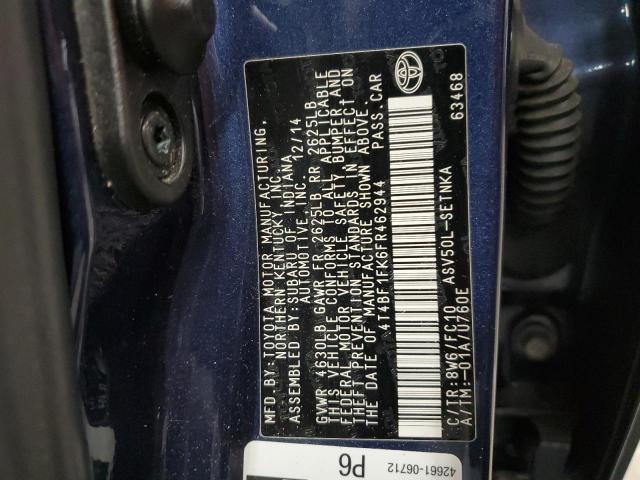 MFD.BY:TOYOTA MOTOR MANUFACTURING,
NORTHERN KENTUCKY,INC.
ASSEMBLED BY: SUBARU OF INDIANA
AUTOMOTIVE, INC. 12/14
GVWR 4630LB GAWR FR 2625LB RR 2625LB
THIS VEHICLE CONFORMS TO ALL APPLICABLE
FEDERAL MOTOR VEHICLE SAFETY, BUMPER, AND
THEFT PREVENTION STANDARDS IN EFFECT ON
THE DATE OF MANUFACTURE SHOWN ABOVE.
4T4BF1FK6FR462944 PASS. CAR
C/TR:8W6/FC10 ASV50L-SETNKA
A/TM:-01A/U760E
63468
42661-06712
P6